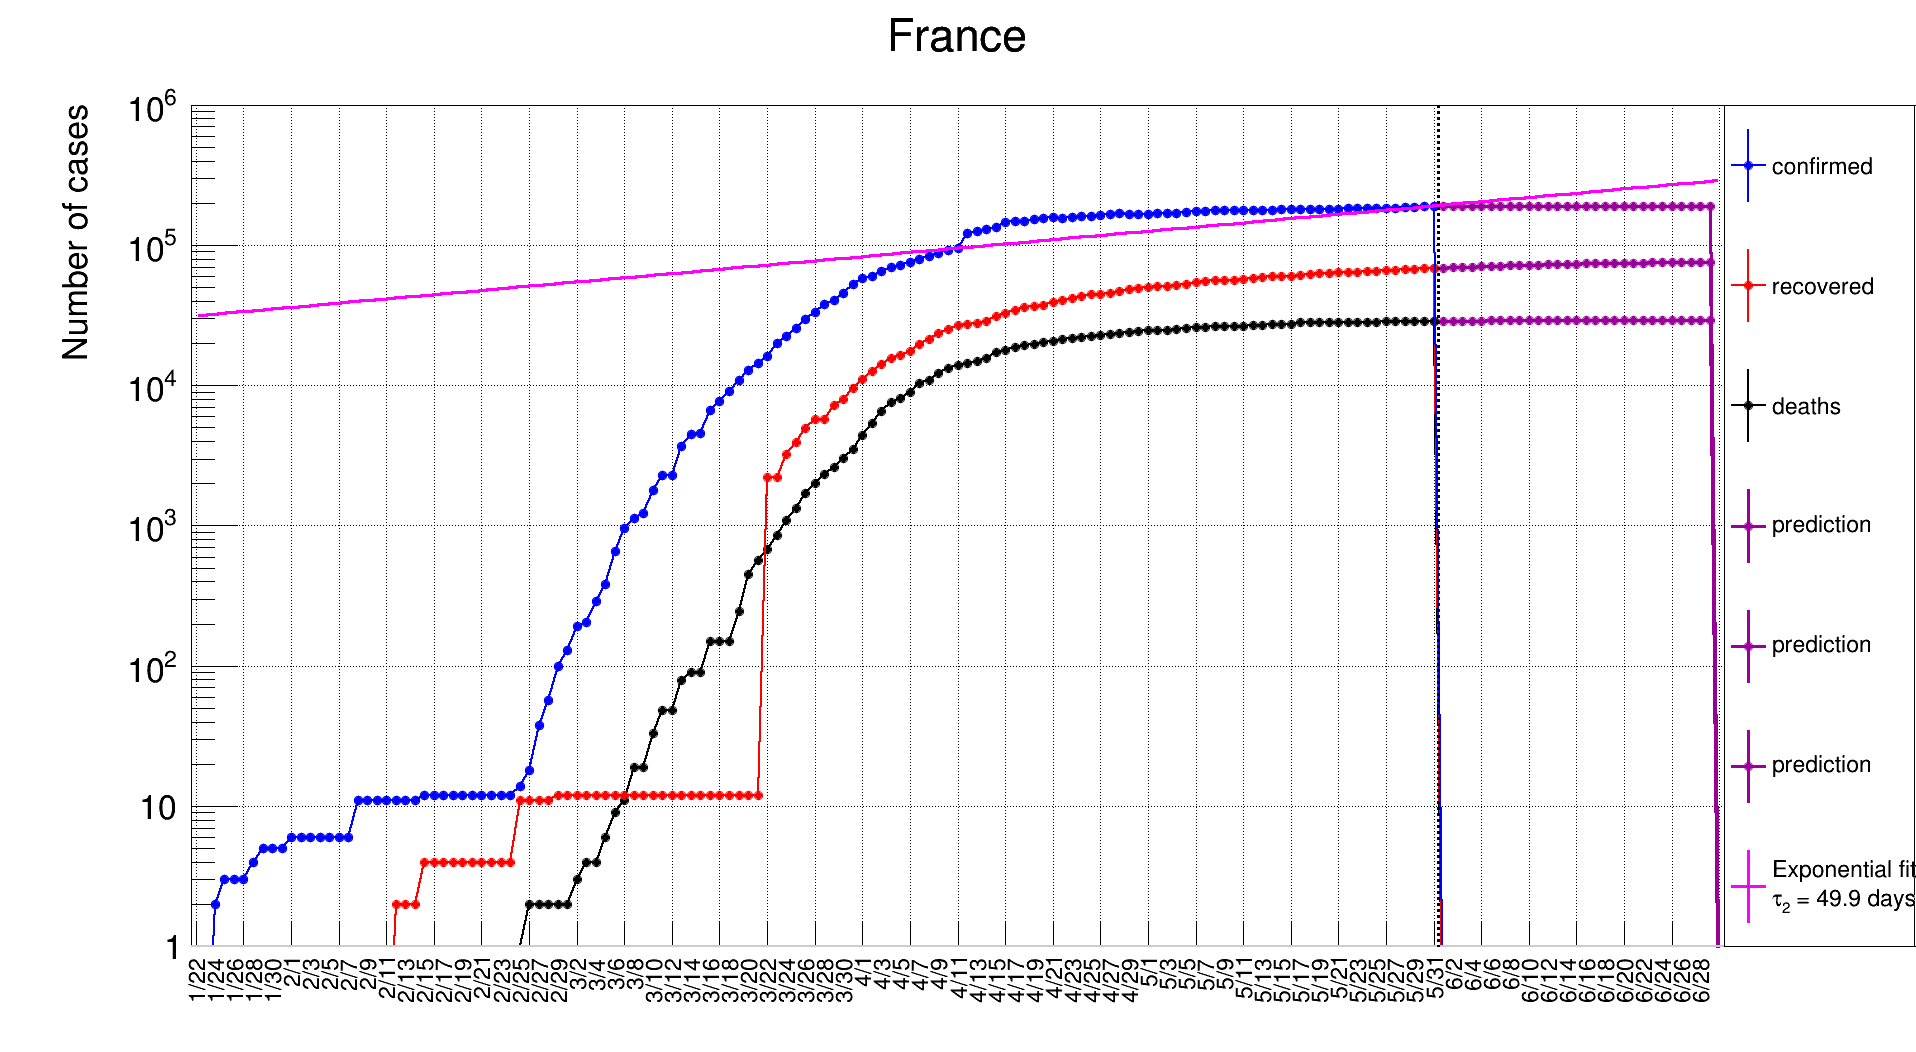 France
Number of cases
10^6
10^5
10^4
10^3
10^2
10
1
1/22 1/24 1/26 1/28 1/30 2/1 2/3 2/5 2/7 2/9 2/11 2/13 2/15 2/17 2/19 2/21 2/23 2/25 2/27 2/29 3/2 3/4 3/6 3/8 3/10 3/12 3/14 3/16 3/18 3/20 3/22 3/24 3/26 3/28 3/30 4/1 4/3 4/5 4/7 4/9 4/11 4/13 4/15 4/17 4/19 4/21 4/23 4/25 4/27 4/29 5/1 5/3 5/5 5/7 5/9 5/11 5/13 5/15 5/17 5/19 5/21 5/23 5/25 5/27 5/29 5/31 6/2 6/4 6/6 6/8 6/10 6/12 6/14 6/16 6/18 6/20 6/22 6/24 6/26 6/28
confirmed
recovered
deaths
prediction
prediction
prediction
Exponential fit
τ₂ = 49.9 days